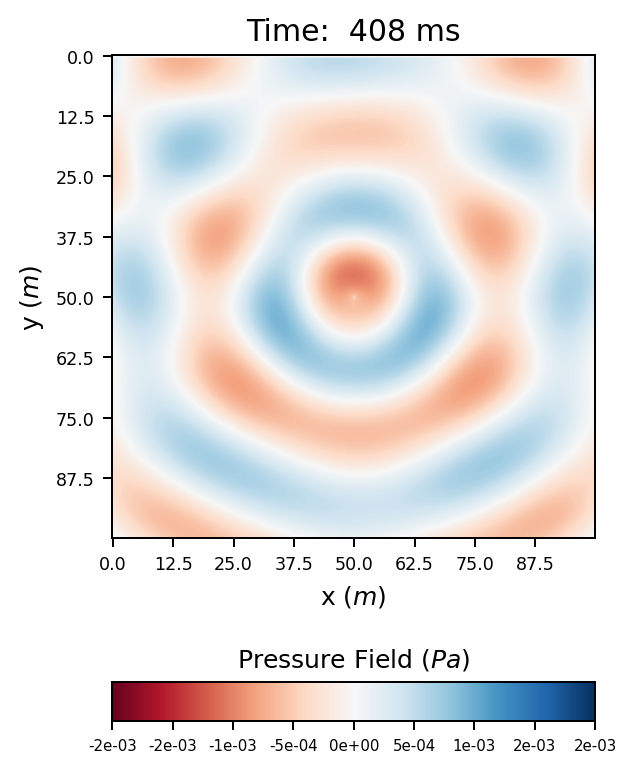 Time:  408 ms
0.0
12.5
25.0
37.5
50.0
62.5
75.0
87.5
y (m)
0.0 12.5 25.0 37.5 50.0 62.5 75.0 87.5
x (m)
Pressure Field (Pa)
-2e-03 -2e-03 -1e-03 -5e-04 0e+00 5e-04 1e-03 2e-03 2e-03